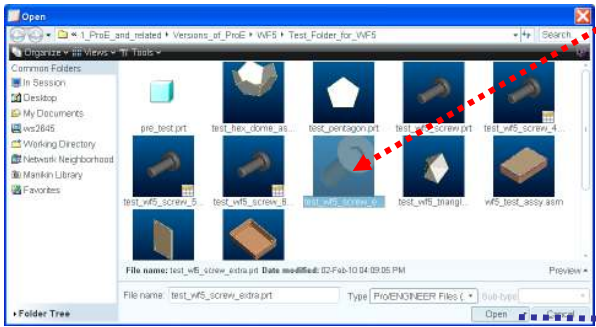 Open
« 1_ProE_and_related ▸ Versions_of_ProE ▸ WF5 ▸ Test_Folder_for_WF5
Search
Organize Views Tools
Common Folders
In Session
Desktop
My Documents
ws2645
Working Directory
Network Neighborhood
Manikin Library
Favorites
pre_test.prt
test_hex_dome_as...
test_pentagon.prt
test_wf5_screw.prt
test_wf5_screw_4...
test_wf5_screw_5...
test_wf5_screw_8...
test_wf5_screw_e...
test_wf5_triangl...
wf5_test_assy.asm
File name: test_wf5_screw_extra.prt Date modified: 02-Feb-10 04:09:05 PM
Preview
File name: test_wf5_screw_extra.prt
Type Pro/ENGINEER Files (.
Sub-type
Folder Tree
Open
Cancel